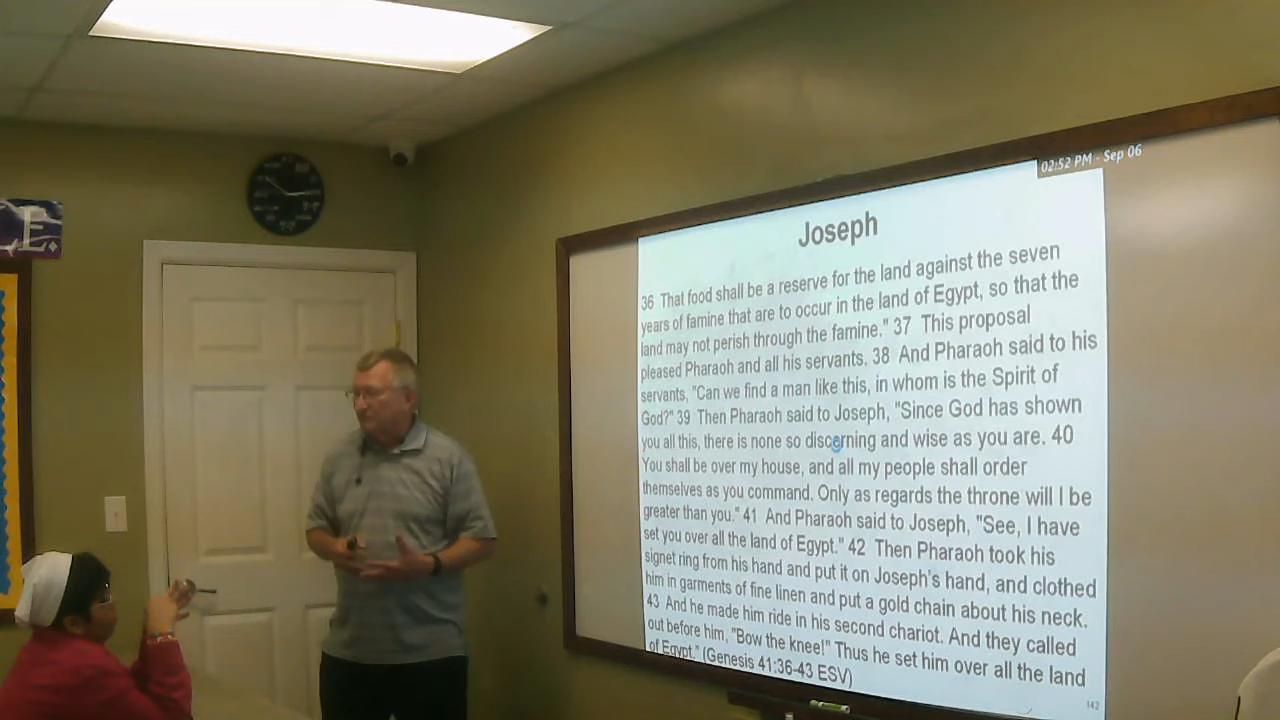 E.
02:52 PM - Sep 06
Joseph
36 That food shall be a reserve for the land against the seven
years of famine that are to occur in the land of Egypt, so that the
land may not perish through the famine." 37 This proposal
pleased Pharaoh and all his servants. 38 And Pharaoh said to his
servants, "Can we find a man like this, in whom is the Spirit of
God?" 39 Then Pharaoh said to Joseph, "Since God has shown
you all this, there is none so discerning and wise as you are. 40
You shall be over my house, and all my people shall order
themselves as you command. Only as regards the throne will I be
greater than you." 41 And Pharaoh said to Joseph, "See, I have
set you over all the land of Egypt." 42 Then Pharaoh took his
signet ring from his hand and put it on Joseph's hand, and clothed
him in garments of fine linen and put a gold chain about his neck.
43 And he made him ride in his second chariot. And they called
out before him, "Bow the knee!" Thus he set him over all the land
of Egypt." (Genesis 41:36-43 ESV)
142